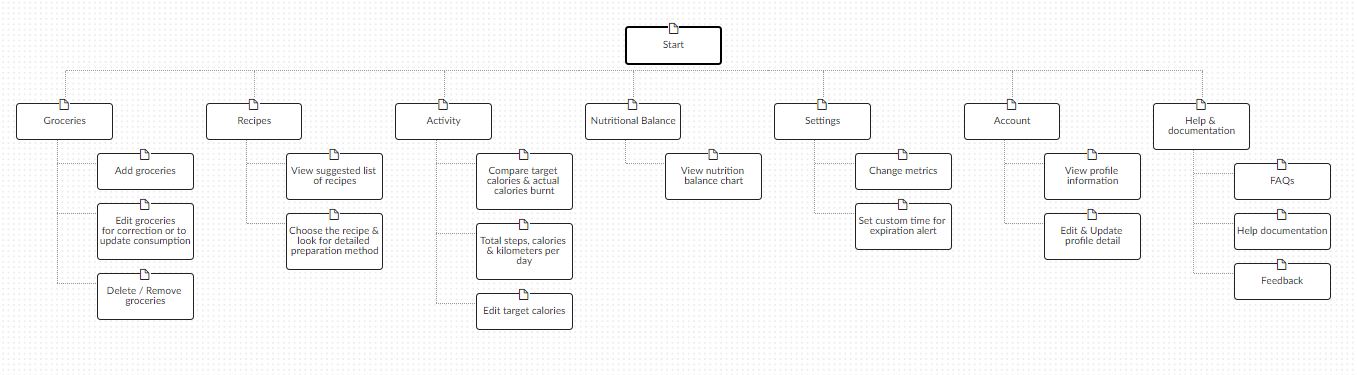 Start
Groceries
Add groceries
Edit groceries
for correction or to
update consumption
Delete / Remove
groceries
Recipes
View suggested list
of recipes
Choose the recipe &
look for detailed
preparation method
Activity
Compare target
calories & actual
calories burnt
Total steps, calories
& kilometers per
day
Edit target calories
Nutritional Balance
View nutrition
balance chart
Settings
Change metrics
Set custom time for
expiration alert
Account
View profile
information
Edit & Update
profile detail
Help &
documentation
FAQs
Help documentation
Feedback